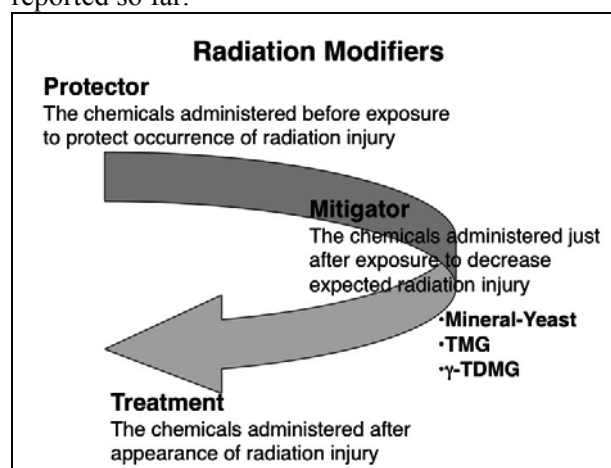 reported so far.
Radiation Modifiers
Protector
The chemicals administered before exposure
to protect occurrence of radiation injury
Mitigator
The chemicals administered just
after exposure to decrease
expected radiation injury
•Mineral-Yeast
•TMG
•γ-TDMG
Treatment
The chemicals administered after
appearance of radiation injury